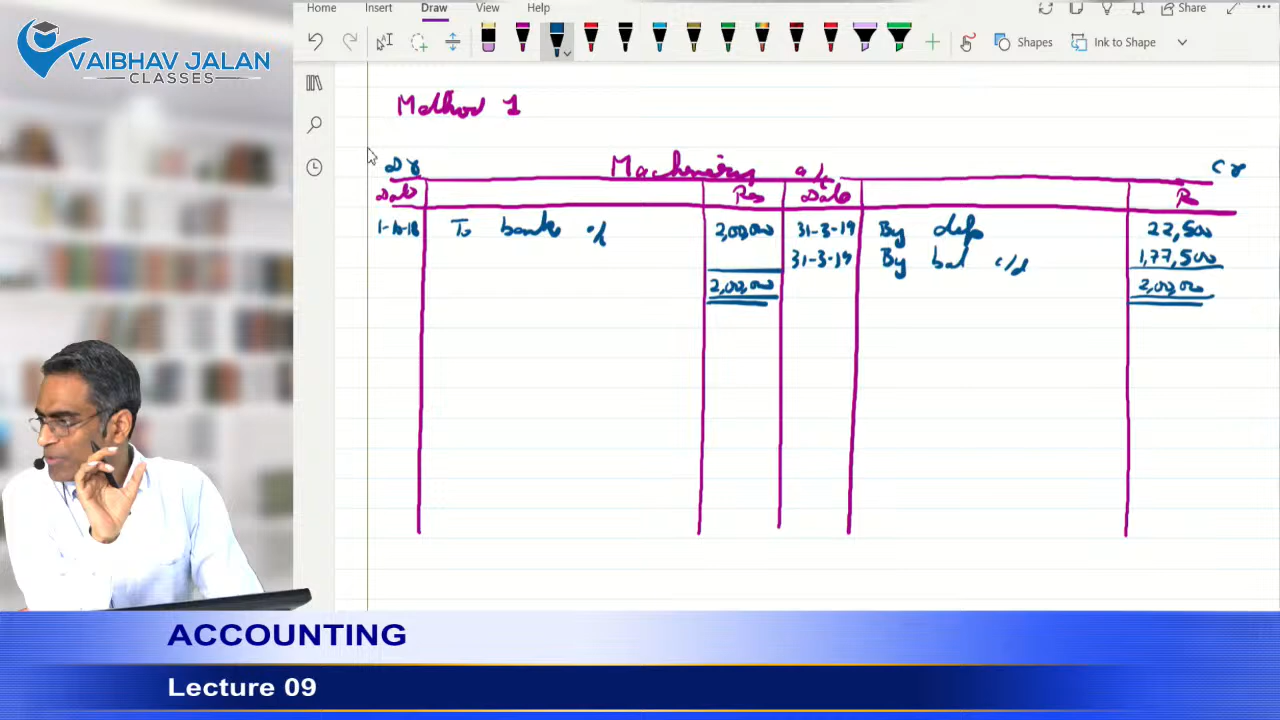 VAIBHAV JALAN
CLASSES
Home Insert Draw View Help Share
Shapes Ink to Shape
Method 1
Dr Machinery a/c Cr
Date Rs Date Rs
1-10-18 To bank a/c 2,00,000 31-3-19 By dep 22,500
31-3-19 By bal c/d 1,77,500
2,00,000 2,00,000
ACCOUNTING
Lecture 09